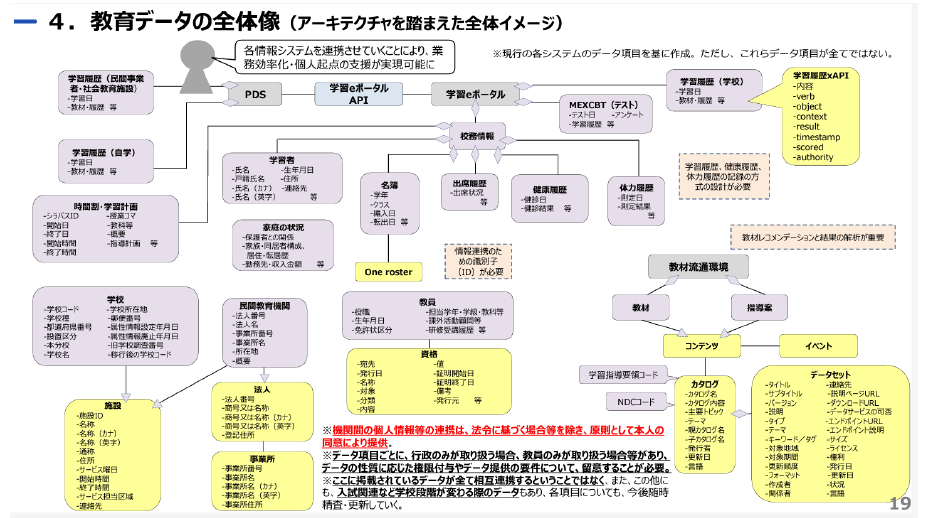 ４．教育データの全体像（アーキテクチャを踏まえた全体イメージ）
各情報システムを連携させていくことにより、業
務効率化・個人起点の支援が実現可能に
※現行の各システムのデータ項目を基に作成。ただし、これらデータ項目が全てではない。
学習履歴（民間事業
者・社会教育施設）
-学習日
-教材・履歴 等
PDS
学習eポータル
API
学習eポータル
学習履歴（学校）
-学習日
-教材・履歴 等
学習履歴xAPI
-内容
-verb
-object
-context
-result
-timestamp
-scored
-authority
MEXCBT（テスト）
-テスト日 -アンケート
-学習履歴 等
校務情報
学習履歴（自学）
-学習日
-教材・履歴 等
学習者
-氏名 -生年月日
-戸籍氏名 -住所
-氏名（カナ） -連絡先
-氏名（英字） 等
名簿
-学年
-クラス
-編入日
-転出日 等
出席履歴
-出席状況
等
健康履歴
-健診日
-健診結果 等
体力履歴
-測定日
-測定結果
等
学習履歴、健康履歴、
体力履歴の記録の方
式の設計が必要
時間割・学習計画
-シラバスID -授業コマ
-開始日 -教科等
-終了日 -概要
-開始時間 -指導計画 等
-終了時間
家庭の状況
-保護者との関係
-家族・同居者構成、
居住・転居歴
-勤務先・収入金額 等
One roster
情報連携のた
めの識別子
（ID）が必要
教材レコメンデーションと結果の解析が重要
教材流通環境
教材
指導案
コンテンツ
イベント
学校
-学校コード -学校所在地
-学校種 -郵便番号
-都道府県番号 -属性情報設定年月日
-設置区分 -属性情報廃止年月日
-本分校 -旧学校調査番号
-学校名 -移行後の学校コード
民間教育機関
-法人番号
-法人名
-事業所番号
-事業所名
-所在地
-概要
教員
-役職 -担当学年・学級・教科等
-生年月日 -課外活動顧問等
-免許状区分 -研修受講履歴 等
資格
-宛先 -値
-発行日 -証明開始日
-名称 -証明終了日
-対象 -備考
-分類 -発行元 等
-内容
学習指導要領コード
NDCコード
カタログ
-カタログ名
-カタログ内容
-主要トピック
-テーマ
-親カタログ名
-子カタログ名
-発行者
-更新日
-言語
データセット
-タイトル -連絡先
-サブタイトル -説明ページURL
-バージョン -ダウンロードURL
-説明 -データサービスの可否
-タイプ -エンドポイントURL
-テーマ -エンドポイント説明
-キーワード／タグ -サイズ
-対象地域 -ライセンス
-対象期間 -権利
-更新頻度 -発行日
-フォーマット -更新日
-作成者 -状況
-関係者 -言語
施設
-施設ID
-名称
-名称（カナ）
-名称（英字）
-通称
-住所
-サービス曜日
-開始時間
-終了時間
-サービス担当区域
-連絡先
法人
-法人番号
-商号又は名称
-商号又は名称（カナ）
-商号又は名称（英字）
-登記住所
事業所
-事業所番号
-事業所名
-事業所名（カナ）
-事業所名（英字）
-事業所住所
※機関間の個人情報等の連携は、法令に基づく場合等を除き、原則として本人の
同意により提供。
※データ項目ごとに、行政のみが取り扱う場合、教員のみが取り扱う場合等があり、
データの性質に応じた権限付与やデータ提供の要件について、留意することが必要。
※ここに掲載されているデータが全て相互連携するということではなく、また、この他に
も、入試関連など学校段階が変わる際のデータもあり、各項目についても、今後随時
精査・更新していく。
19